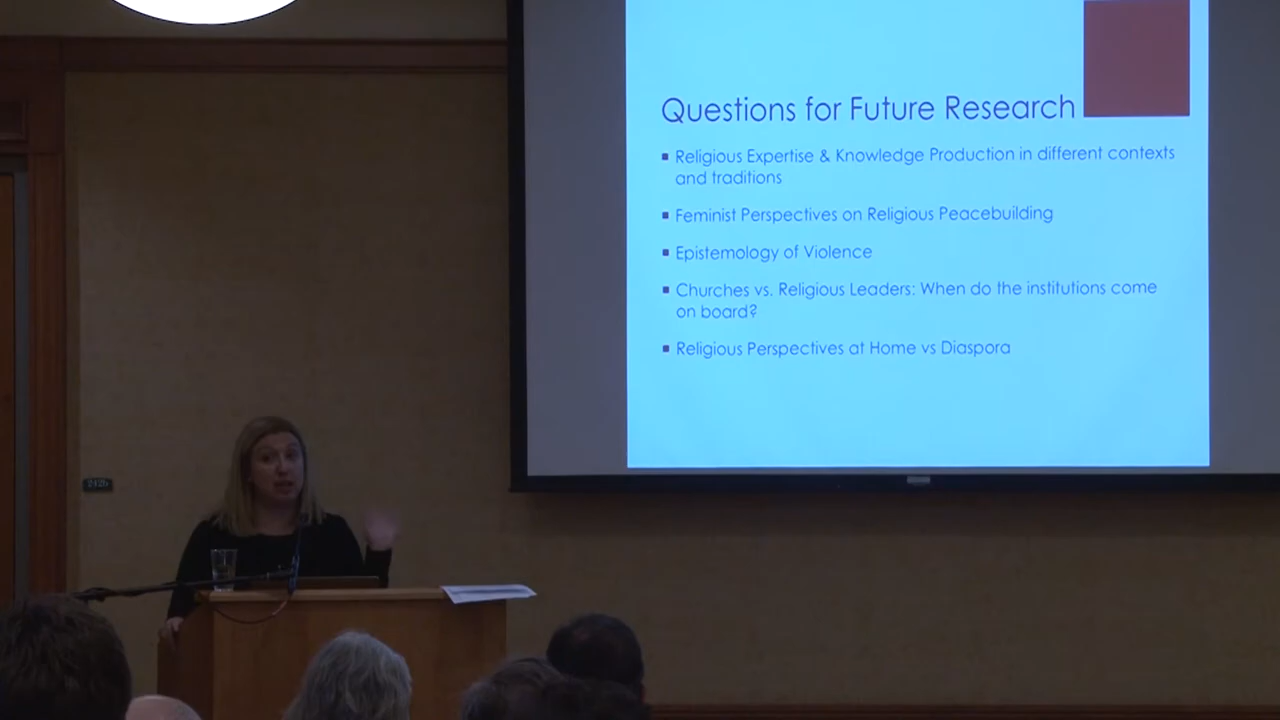 Questions for Future Research
▪ Religious Expertise & Knowledge Production in different contexts
and traditions
▪ Feminist Perspectives on Religious Peacebuilding
▪ Epistemology of Violence
▪ Churches vs. Religious Leaders: When do the institutions come
on board?
▪ Religious Perspectives at Home vs Diaspora